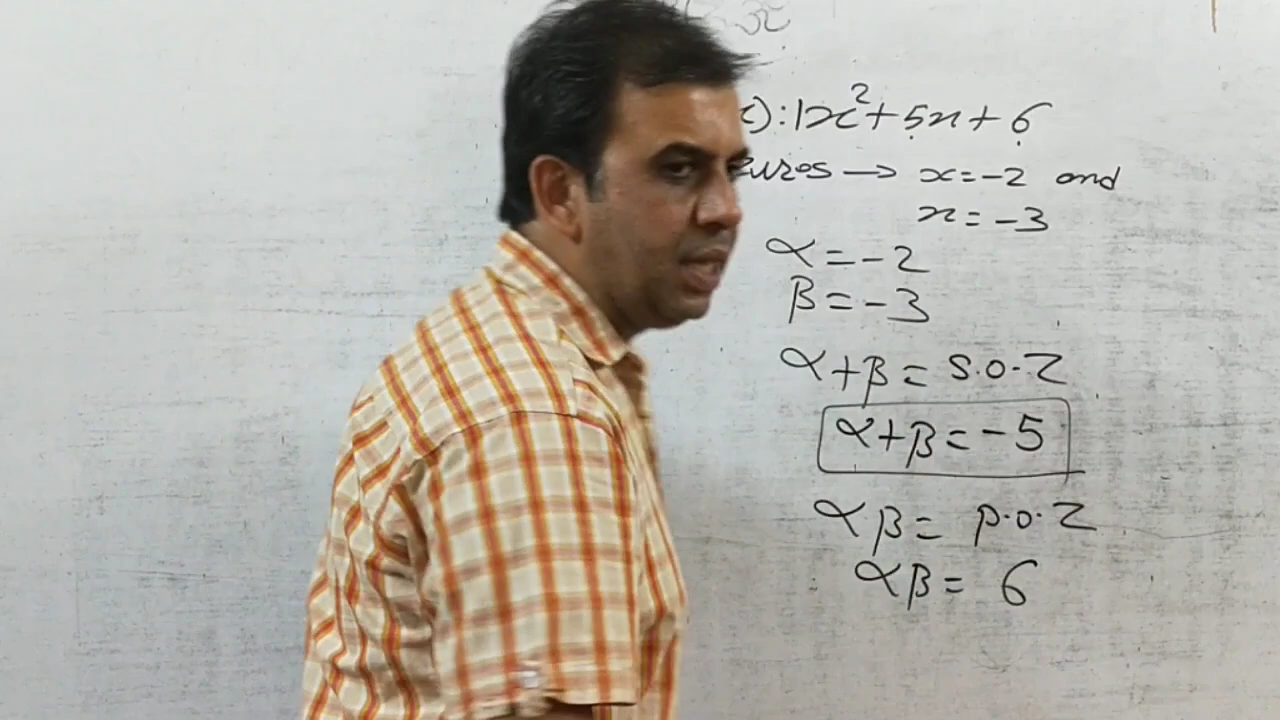 x): 1x²+5x+6
zeros → x=-2 and
x=-3
α=-2
β=-3
α+β= S.O.Z
α+β=-5
αβ= P.O.Z
αβ= 6